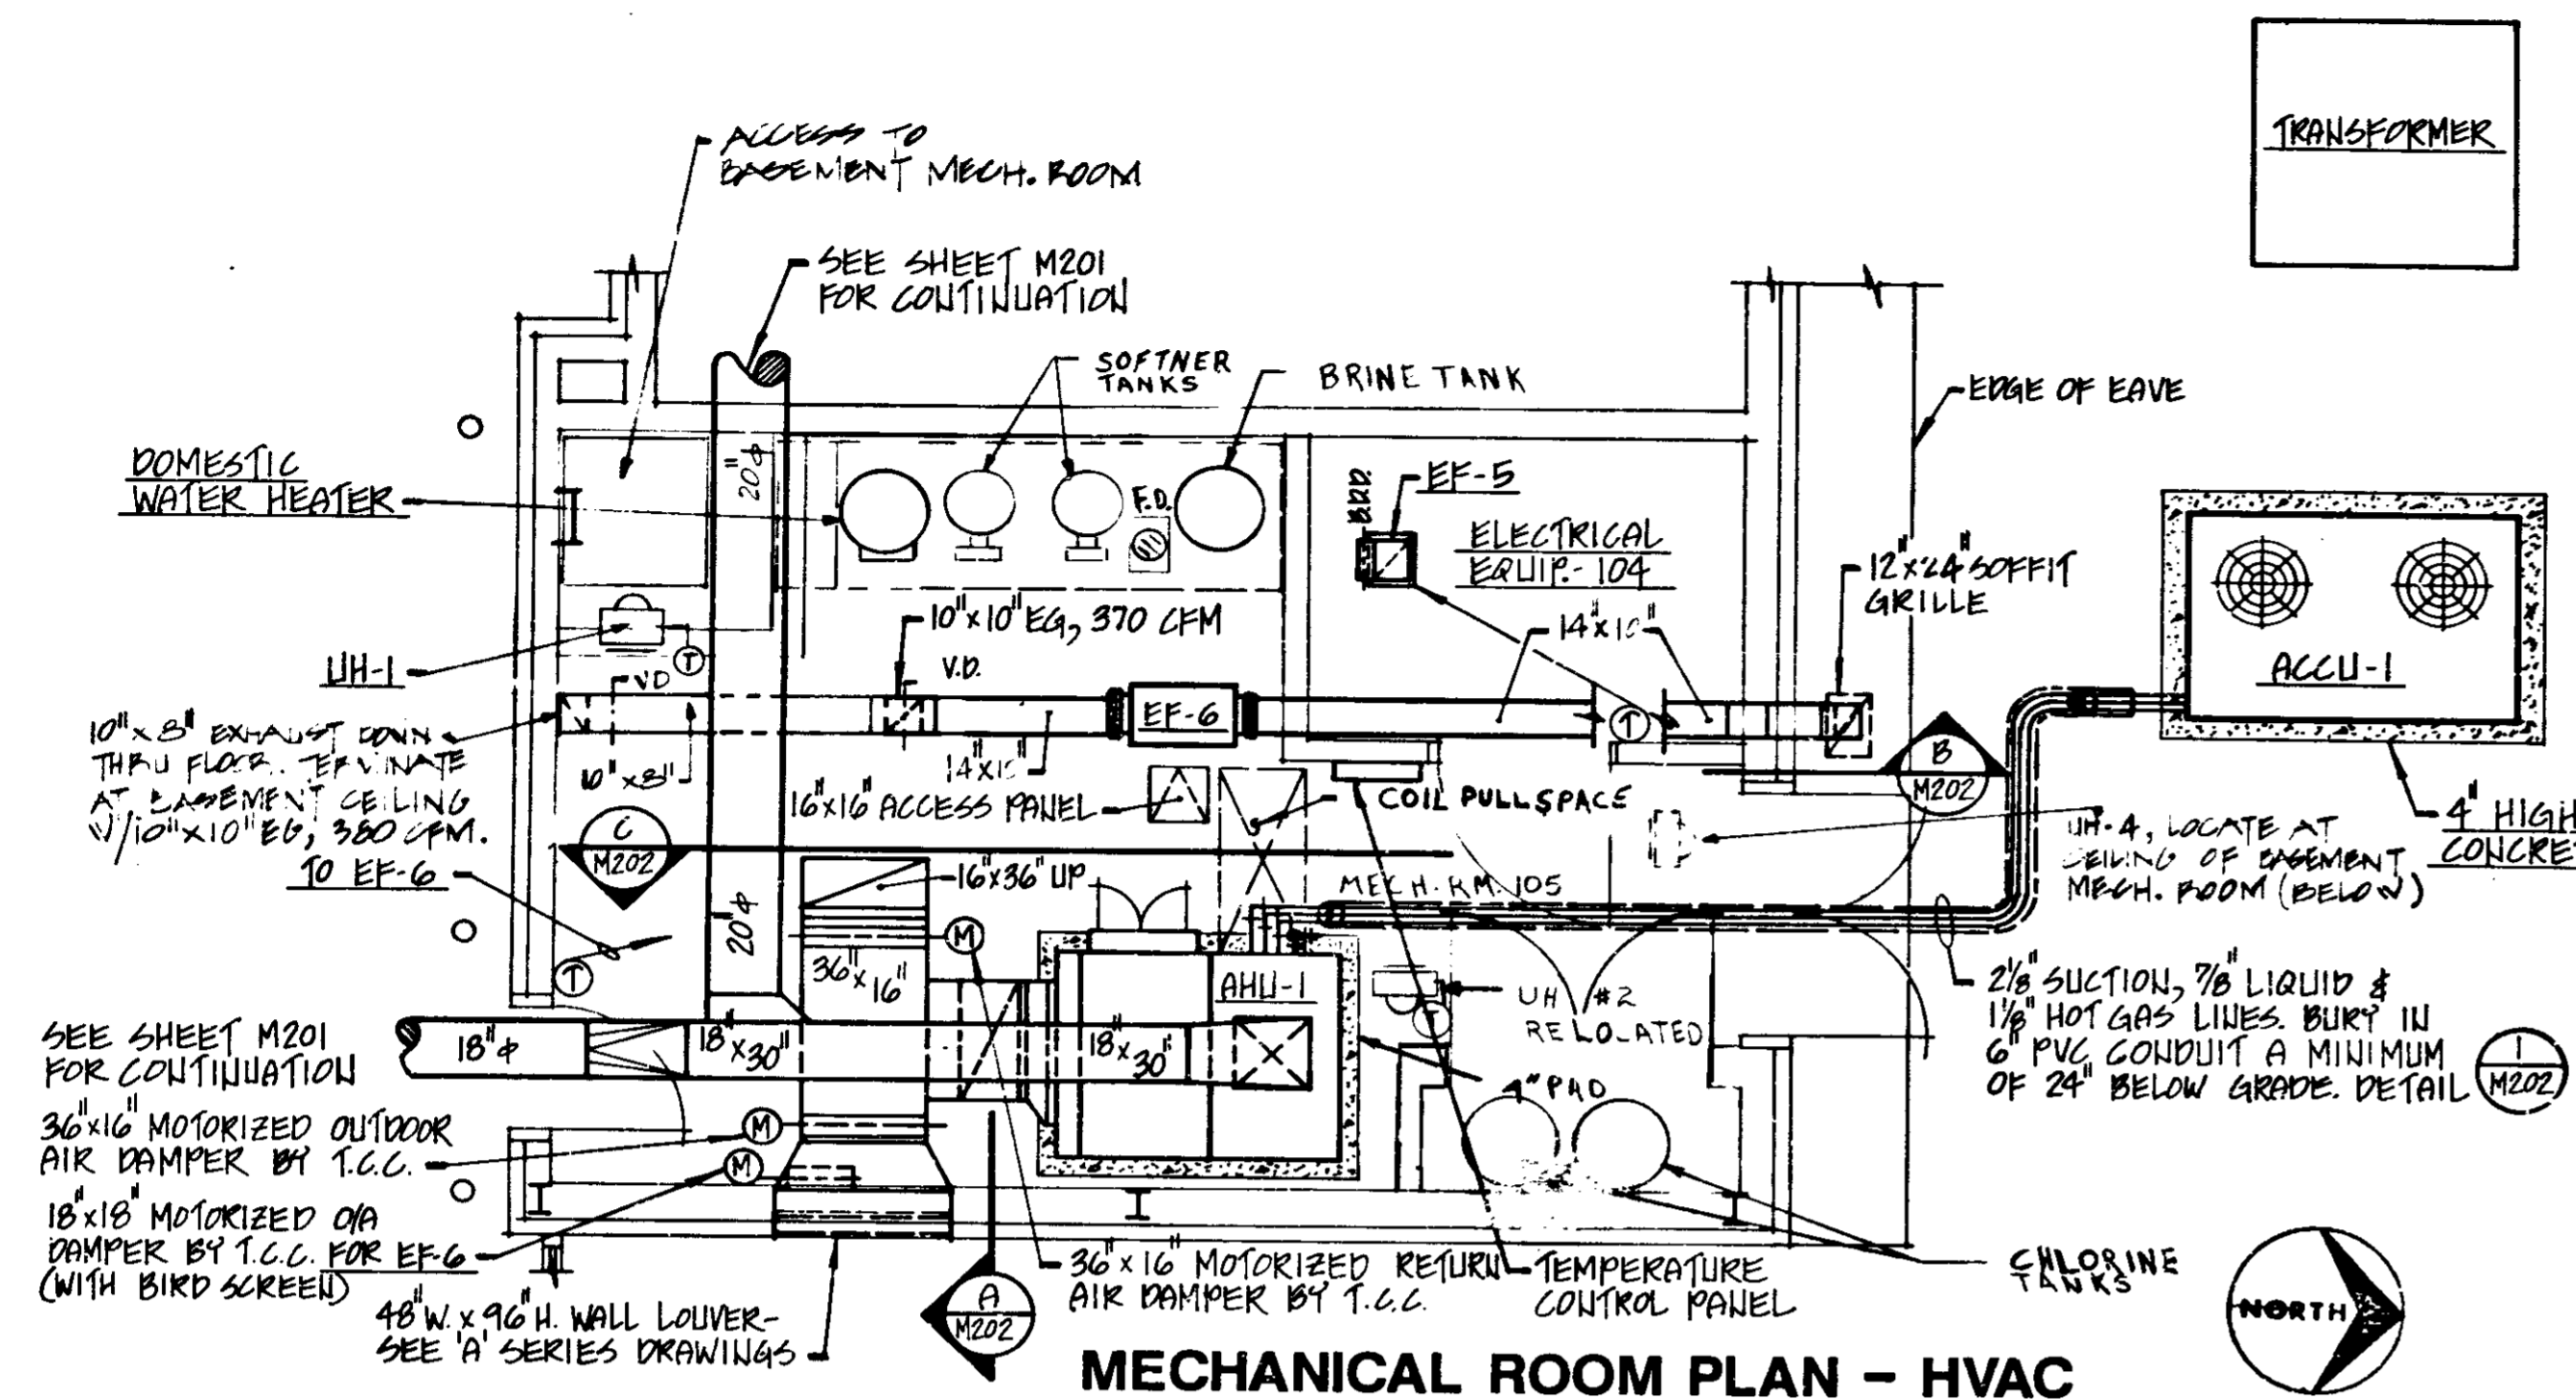 TRANSFORMER
ACCESS TO
BASEMENT MECH. ROOM
SEE SHEET M201
FOR CONTINUATION
SOFTNER
TANKS
BRINE TANK
EDGE OF EAVE
DOMESTIC
WATER HEATER
20"ϕ
F.D.
B.D.D.
EF-5
ELECTRICAL
EQUIP.- 104
12"x24" SOFFIT
GRILLE
ACCU-1
10"x10" EG, 370 CFM
V.D.
14"x10"
UH-1
T
VD
EF-6
T
10"x8" EXHAUST DOWN
THRU FLOOR. TERMINATE
AT BASEMENT CEILING
W/10"x10" EG, 380 CFM.
10"x8"
14"x10"
16"x16" ACCESS PANEL
COIL PULL SPACE
B
M202
4" HIGH
UH-4, LOCATE AT
CEILING OF BASEMENT
MECH. ROOM (BELOW)
C
M202
TO EF-6
16"x36" UP
MECH. RM. 105
20"ϕ
M
36"x16"
T
AHU-1
UH #2
RELOCATED
T
2⅛" SUCTION, ⅞" LIQUID &
1⅛" HOT GAS LINES. BURY IN
6" PVC CONDUIT A MINIMUM
OF 24" BELOW GRADE. DETAIL
1
M202
SEE SHEET M201
FOR CONTINUATION
18"ϕ
18"x30"
18"x30"
4" PAD
36"x16" MOTORIZED OUTDOOR
AIR DAMPER BY T.C.C.
M
M
18"x18" MOTORIZED O/A
DAMPER BY T.C.C. FOR EF-6
(WITH BIRD SCREEN)
48"W. x 96"H. WALL LOUVER-
SEE 'A' SERIES DRAWINGS
A
M202
36"x16" MOTORIZED RETURN
AIR DAMPER BY T.C.C.
TEMPERATURE
CONTROL PANEL
CHLORINE
TANKS
NORTH
MECHANICAL ROOM PLAN - HVAC